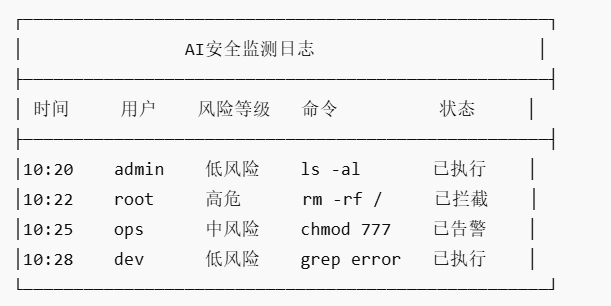 AI安全监测日志
时间 用户 风险等级 命令 状态
10:20 admin 低风险 ls -al 已执行
10:22 root 高危 rm -rf / 已拦截
10:25 ops 中风险 chmod 777 已告警
10:28 dev 低风险 grep error 已执行